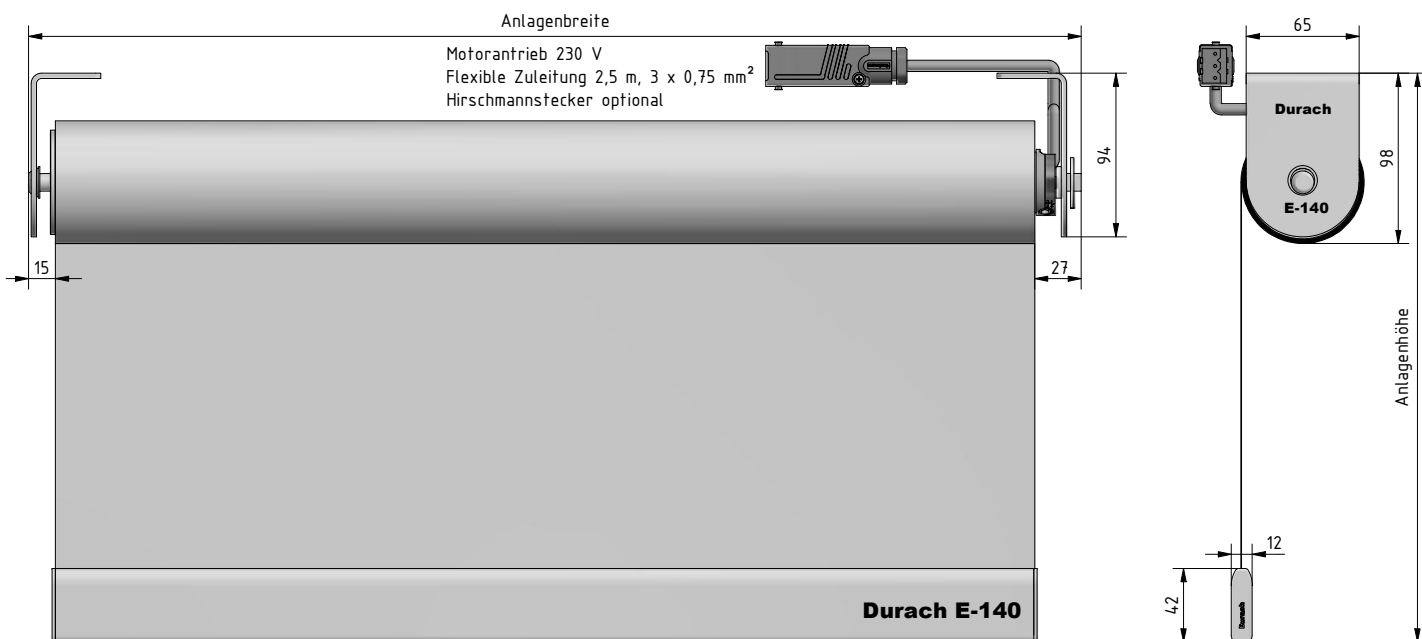 Anlagenbreite
Motorantrieb 230 V
Flexible Zuleitung 2,5 m, 3 x 0,75 mm²
Hirschmannstecker optional
94
15
27
Durach E-140
65
Durach
E-140
98
Anlagenhöhe
12
42
Durach